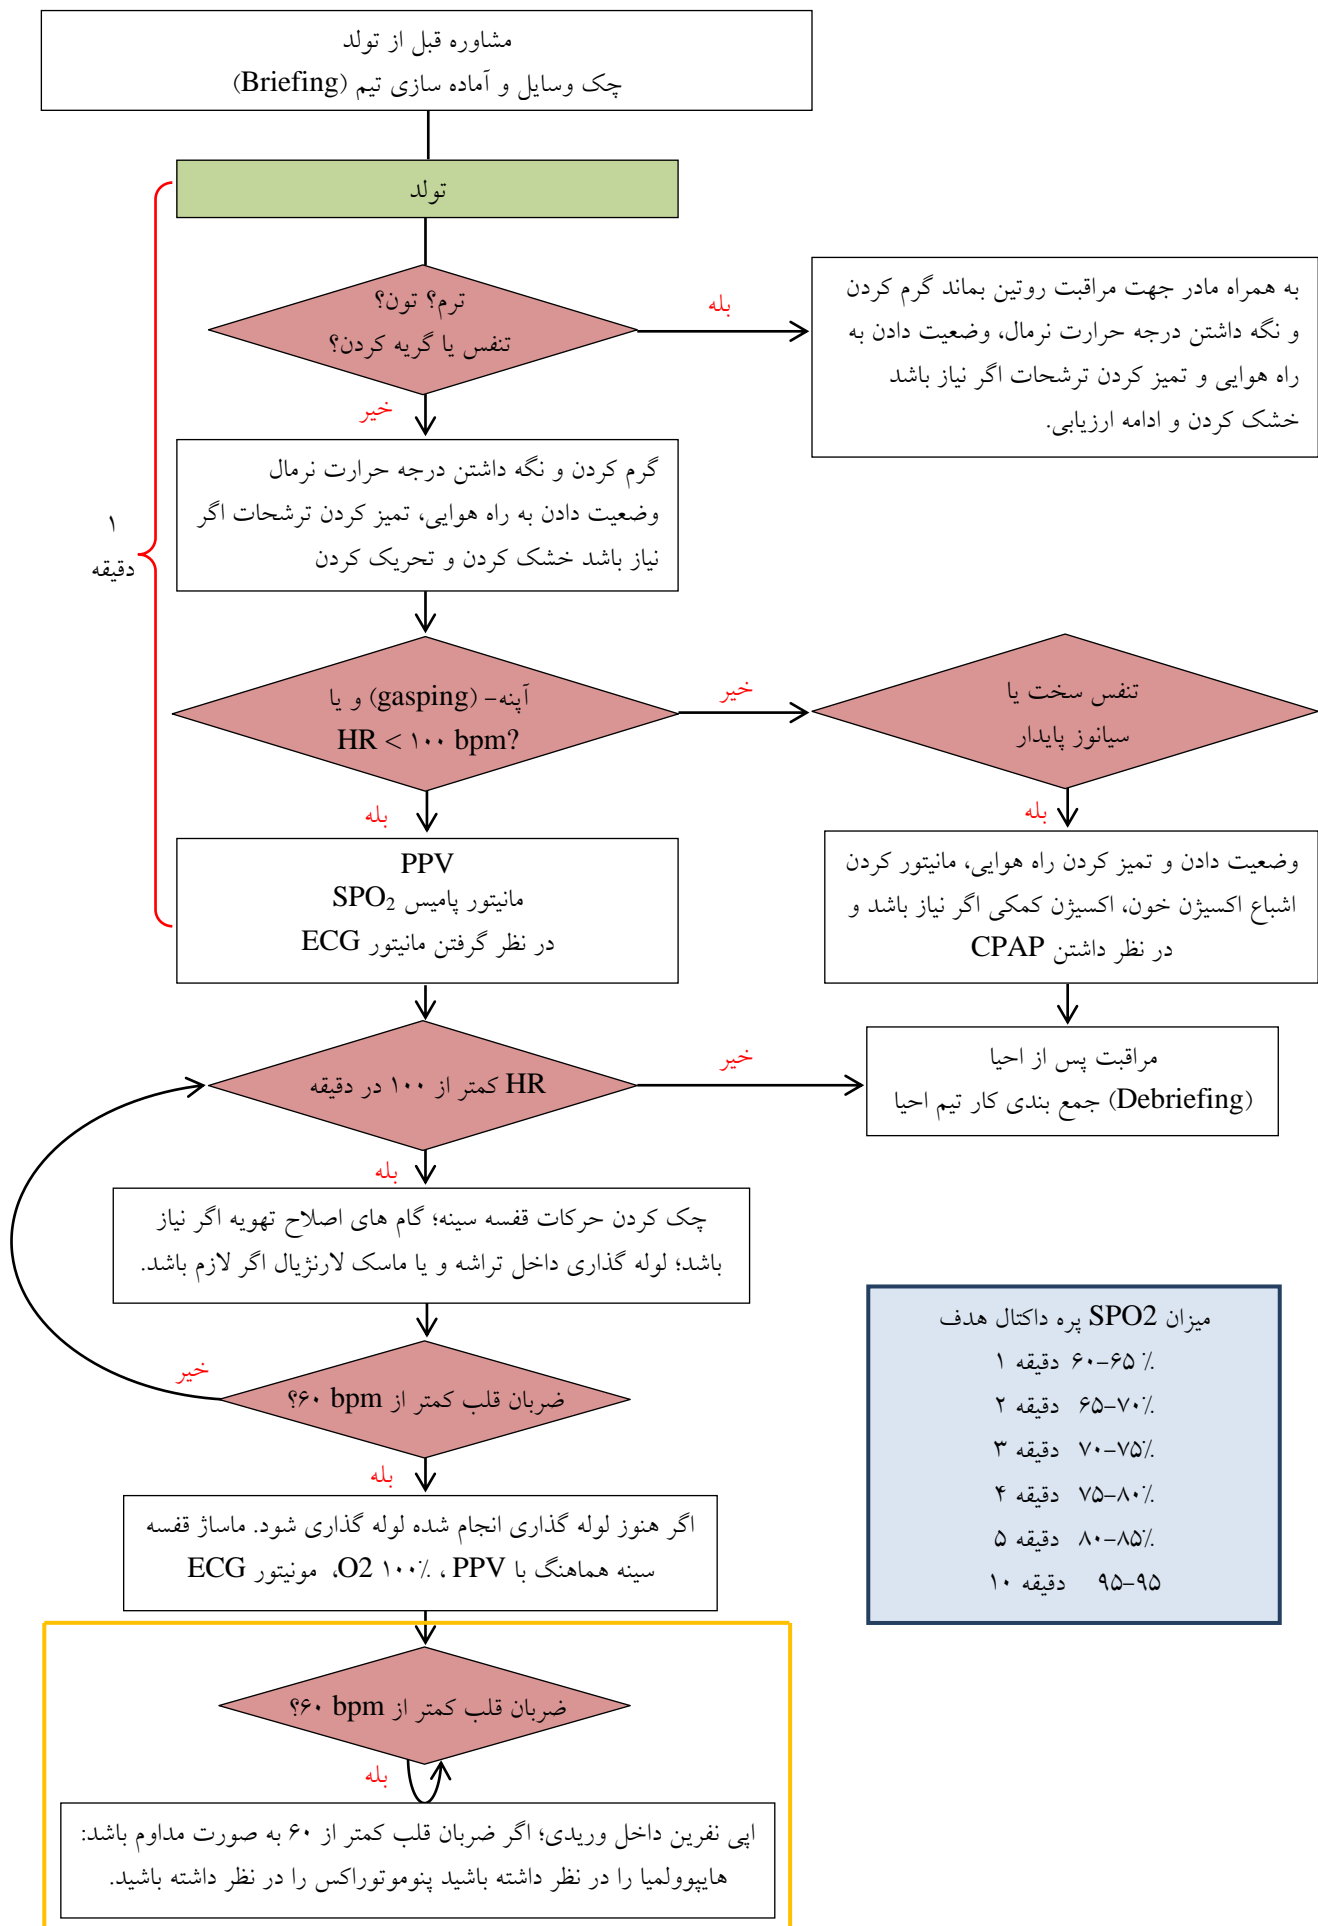 مشاوره قبل از تولد
چک وسایل و آماده سازی تیم (Briefing)
تولد
ترم؟ تون؟
تنفس یا گریه کردن؟
بله
به همراه مادر جهت مراقبت روتین بماند گرم کردن
و نگه داشتن درجه حرارت نرمال، وضعیت دادن به
راه هوایی و تمیز کردن ترشحات اگر نیاز باشد
خشک کردن و ادامه ارزیابی.
خیر
گرم کردن و نگه داشتن درجه حرارت نرمال
وضعیت دادن به راه هوایی، تمیز کردن ترشحات اگر
نیاز باشد خشک کردن و تحریک کردن
۱
دقیقه
آپنه- (gasping) و یا
HR < ۱۰۰ bpm?
خیر
تنفس سخت یا
سیانوز پایدار
بله
بله
PPV
مانیتور پامیس SPO₂
در نظر گرفتن مانیتور ECG
وضعیت دادن و تمیز کردن راه هوایی، مانیتور کردن
اشباع اکسیژن خون، اکسیژن کمکی اگر نیاز باشد و
در نظر داشتن CPAP
HR کمتر از ۱۰۰ در دقیقه
خیر
مراقبت پس از احیا
(Debriefing) جمع بندی کار تیم احیا
بله
چک کردن حرکات قفسه سینه؛ گام های اصلاح تهویه اگر نیاز
باشد؛ لوله گذاری داخل تراشه و یا ماسک لارنژیال اگر لازم باشد.
ضربان قلب کمتر از ۶۰ bpm؟
خیر
بله
اگر هنوز لوله گذاری انجام شده لوله گذاری شود. ماساژ قفسه
سینه هماهنگ با PPV ، O2 ۱۰۰٪، مونیتور ECG
ضربان قلب کمتر از ۶۰ bpm؟
بله
اپی نفرین داخل وریدی؛ اگر ضربان قلب کمتر از ۶۰ به صورت مداوم باشد:
هایپوولمیا را در نظر داشته باشید پنوموتوراکس را در نظر داشته باشید.
میزان SPO2 پره داکتال هدف
٪ ۶۰-۶۵ دقیقه ۱
۶۵-۷۰٪ دقیقه ۲
۷۰-۷۵٪ دقیقه ۳
۷۵-۸۰٪ دقیقه ۴
۸۰-۸۵٪ دقیقه ۵
۹۵-۹۵ دقیقه ۱۰